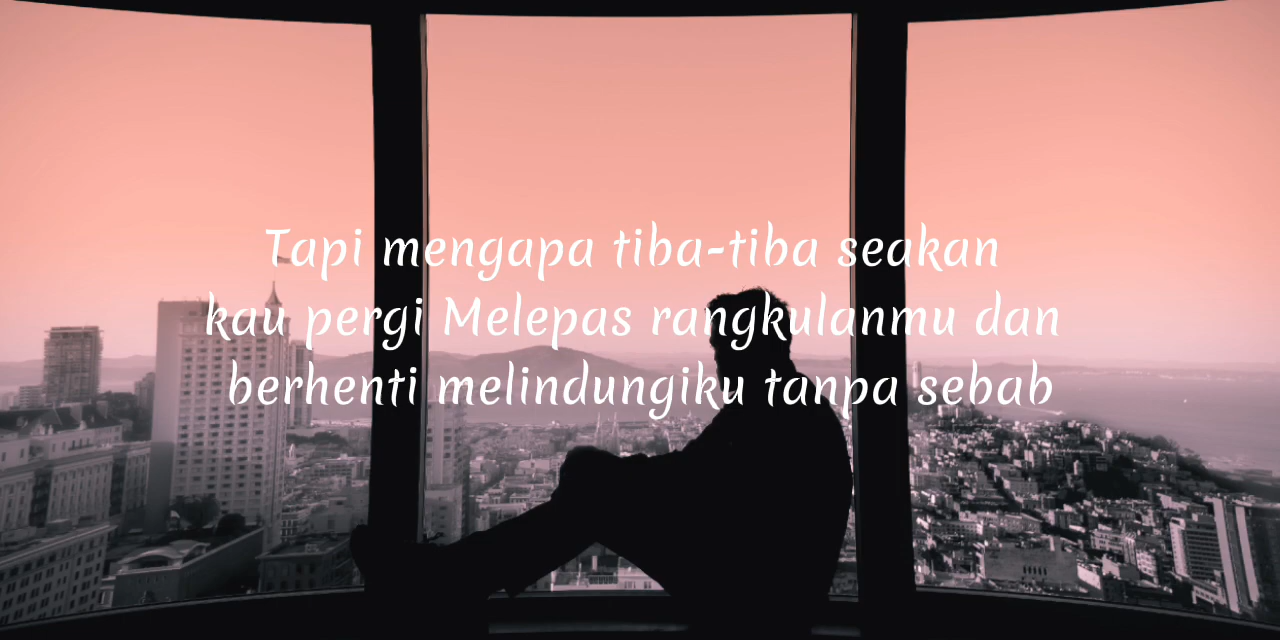 Tapi mengapa tiba-tiba seakan
kau pergi Melepas rangkulanmu dan
berhenti melindungiku tanpa sebab